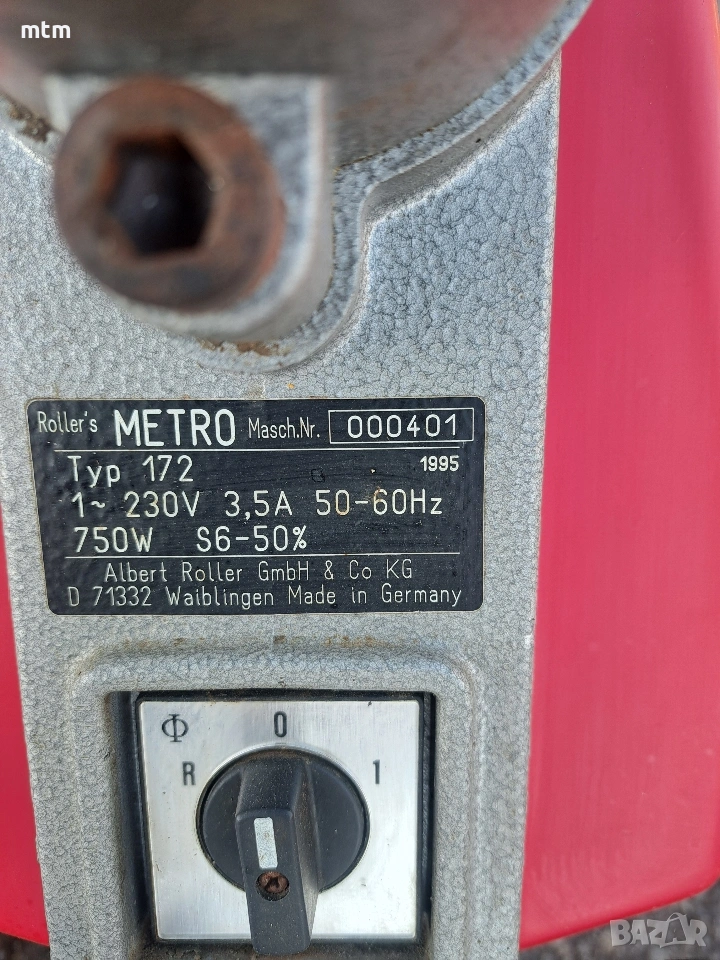 mtm
Roller's METRO Masch.Nr. 000401
Typ 172 1995
1~ 230V 3,5A 50-60Hz
750W S6-50%
Albert Roller GmbH & Co KG
D 71332 Waiblingen Made in Germany
0
R 1
BAZAR